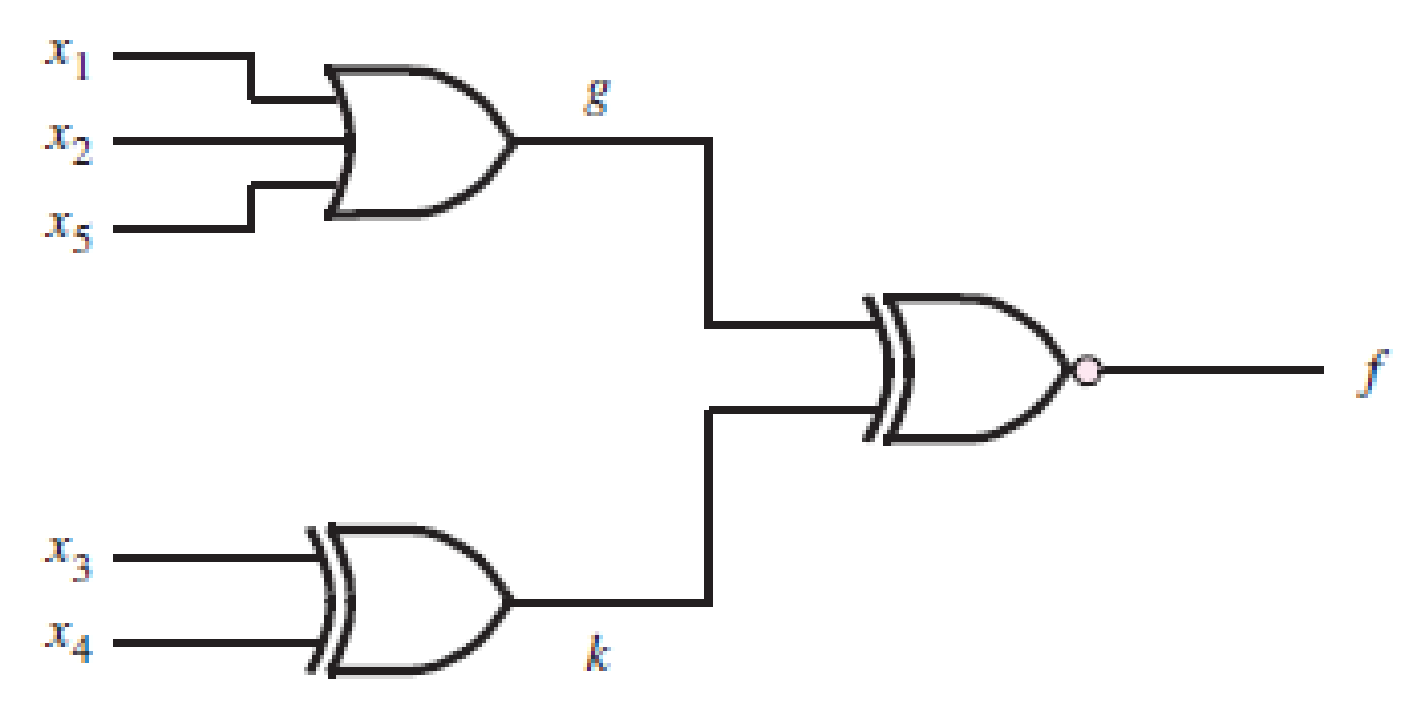 x₁
g
x₂
x₅
f
x₃
x₄
k